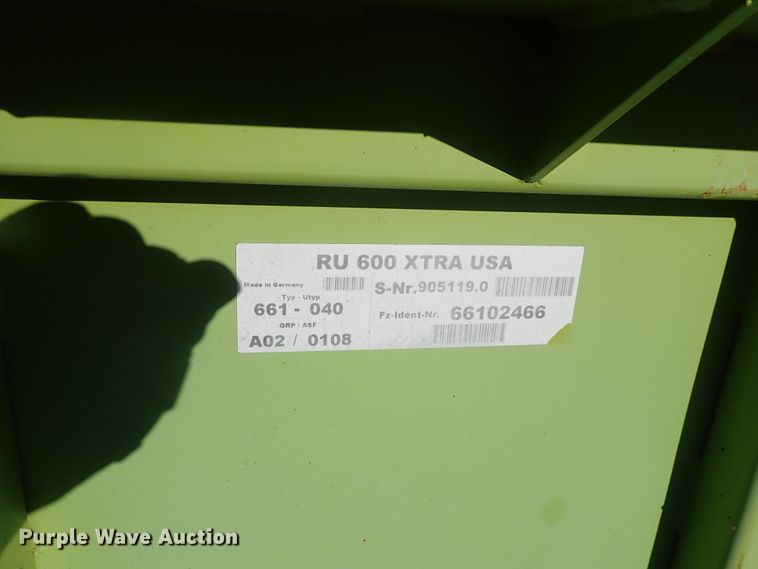 RU 600 XTRA USA
Made in Germany
S-Nr.905119.0
Typ - Utyp
661 - 040
Fz-Ident-Nr. 66102466
GRP / ASF
A02 / 0108
Purple Wave Auction